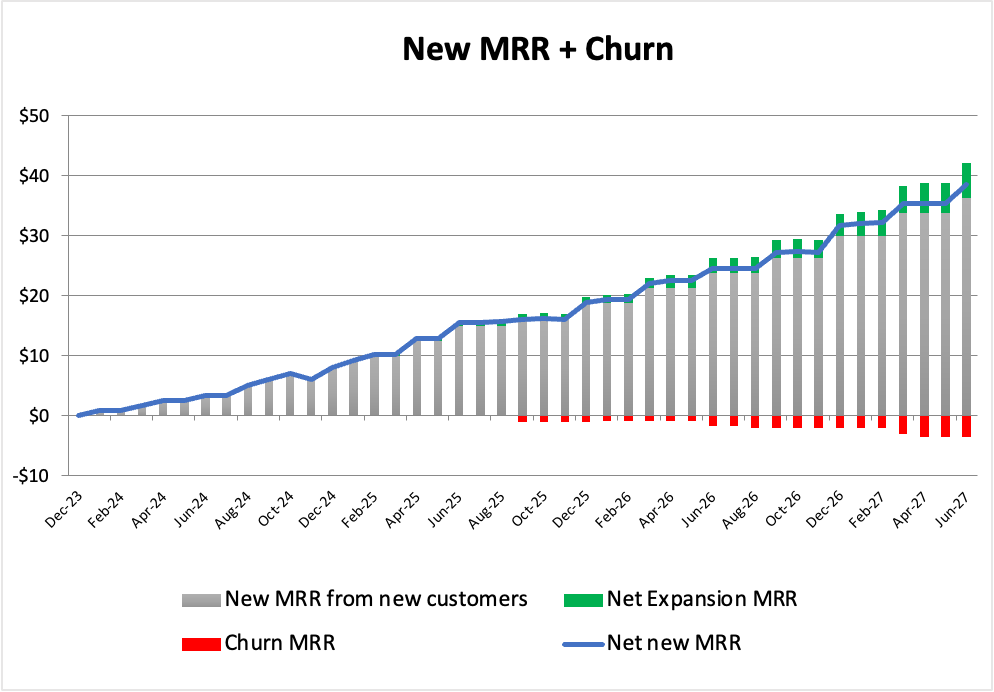 New MRR + Churn
$50
$40
$30
$20
$10
$0
-$10
Dec-23 Feb-24 Apr-24 Jun-24 Aug-24 Oct-24 Dec-24 Feb-25 Apr-25 Jun-25 Aug-25 Oct-25 Dec-25 Feb-26 Apr-26 Jun-26 Aug-26 Oct-26 Dec-26 Feb-27 Apr-27 Jun-27
New MRR from new customers Net Expansion MRR
Churn MRR Net new MRR